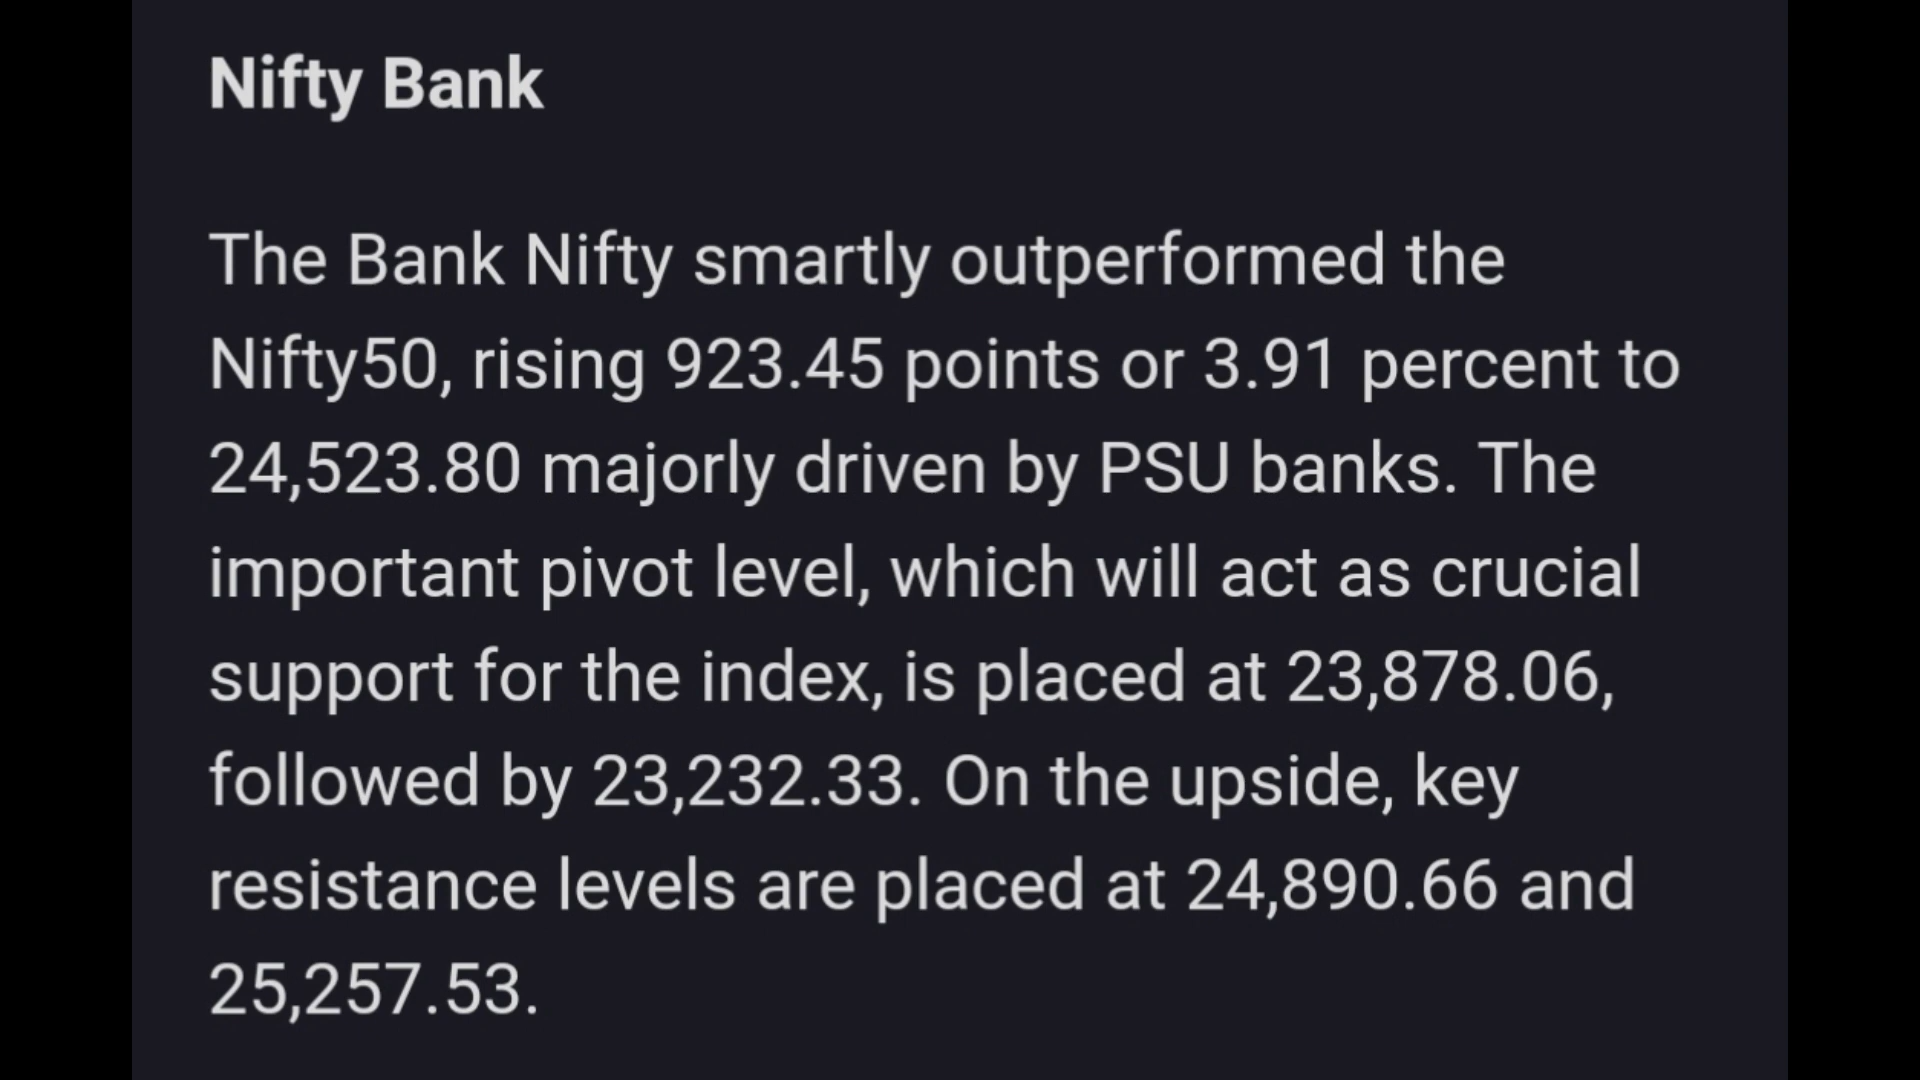 Nifty Bank
The Bank Nifty smartly outperformed the
Nifty50, rising 923.45 points or 3.91 percent to
24,523.80 majorly driven by PSU banks. The
important pivot level, which will act as crucial
support for the index, is placed at 23,878.06,
followed by 23,232.33. On the upside, key
resistance levels are placed at 24,890.66 and
25,257.53.